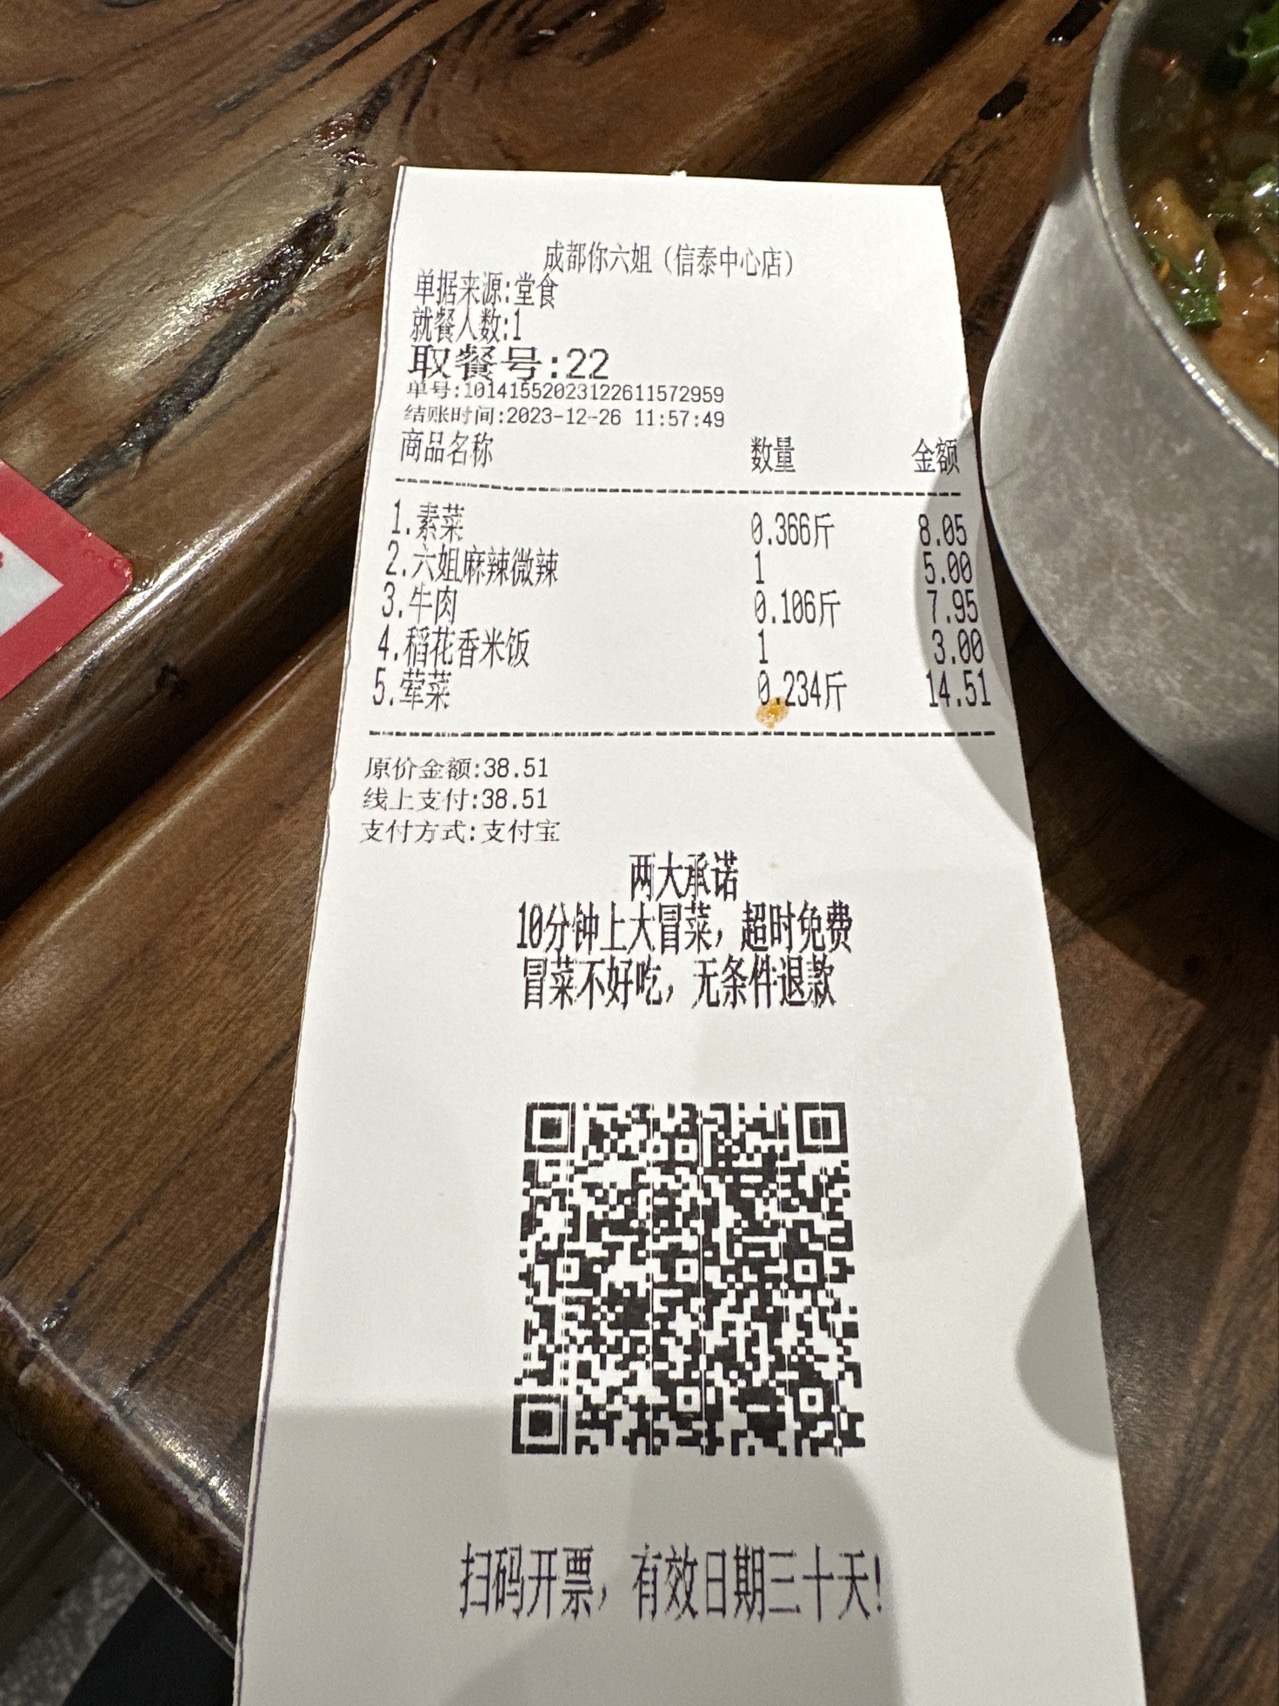 成都你六姐（信泰中心店）
单据来源:堂食
就餐人数:1
取餐号:22
单号:10141552023122611572959
结账时间:2023-12-26 11:57:49
商品名称 数量 金额
1.素菜 0.366斤 8.05
2.六姐麻辣微辣 1 5.00
3.牛肉 0.106斤 7.95
4.稻花香米饭 1 3.00
5.荤菜 0.234斤 14.51
原价金额:38.51
线上支付:38.51
支付方式:支付宝
两大承诺
10分钟上大冒菜，超时免费
冒菜不好吃，无条件退款
扫码开票，有效日期三十天!